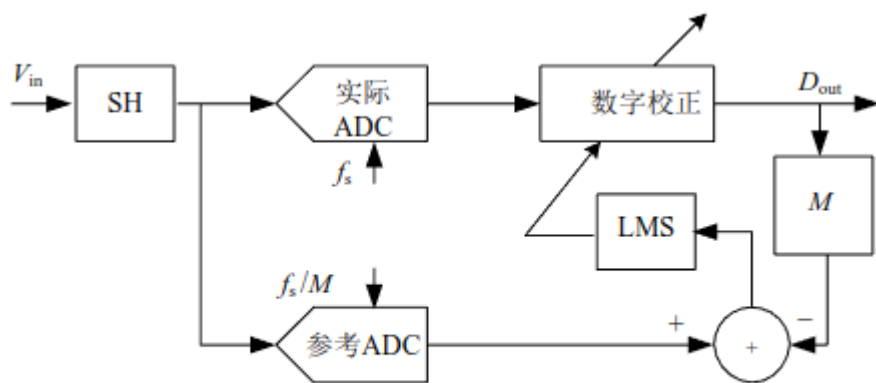 V_in
SH
实际
ADC
f_s
数字校正
D_out
M
LMS
f_s/M
参考ADC
+
−
+